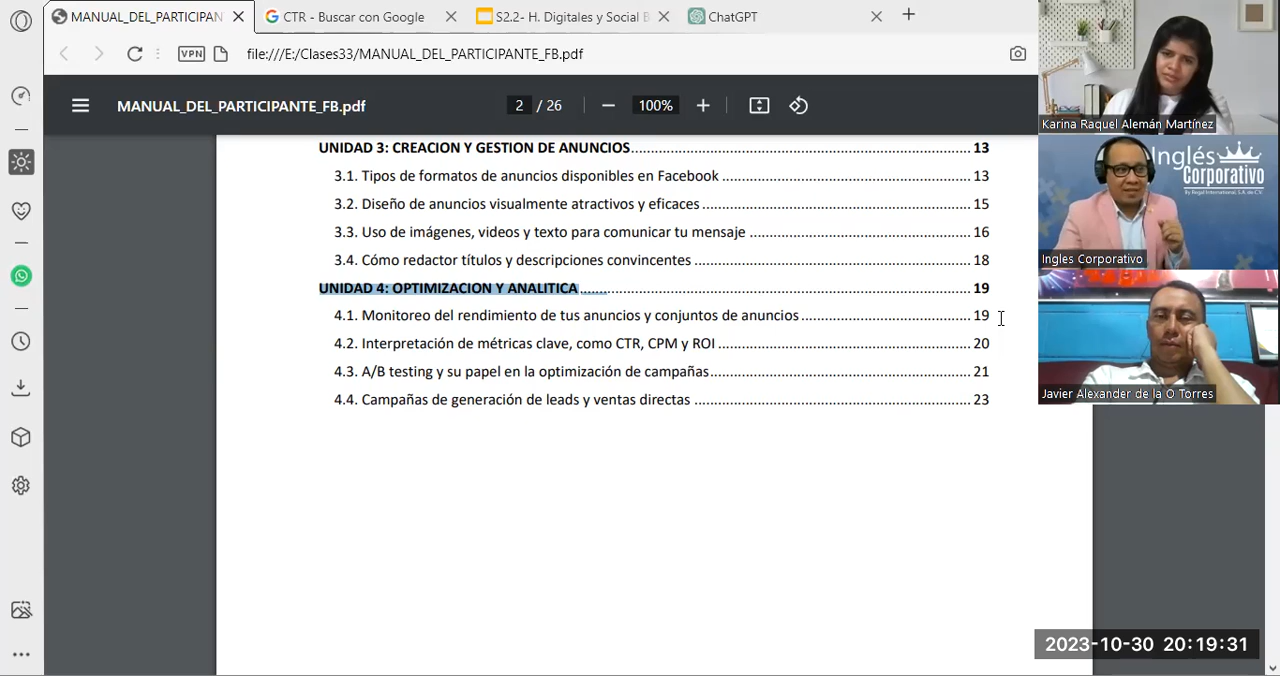 MANUAL_DEL_PARTICIPAN
CTR - Buscar con Google
S2.2- H. Digitales y Social B
ChatGPT
VPN
file:///E:/Clases33/MANUAL_DEL_PARTICIPANTE_FB.pdf
MANUAL_DEL_PARTICIPANTE_FB.pdf
2 / 26
100%
UNIDAD 3: CREACION Y GESTION DE ANUNCIOS 13
3.1. Tipos de formatos de anuncios disponibles en Facebook 13
3.2. Diseño de anuncios visualmente atractivos y eficaces 15
3.3. Uso de imágenes, videos y texto para comunicar tu mensaje 16
3.4. Cómo redactar títulos y descripciones convincentes 18
UNIDAD 4: OPTIMIZACION Y ANALITICA 19
4.1. Monitoreo del rendimiento de tus anuncios y conjuntos de anuncios 19
4.2. Interpretación de métricas clave, como CTR, CPM y ROI 20
4.3. A/B testing y su papel en la optimización de campañas 21
4.4. Campañas de generación de leads y ventas directas 23
Karina Raquel Alemán Martínez
Inglés
Corporativo
By Regal International, S.A. de C.V.
Ingles Corporativo
Javier Alexander de la O Torres
2023-10-30 20:19:31